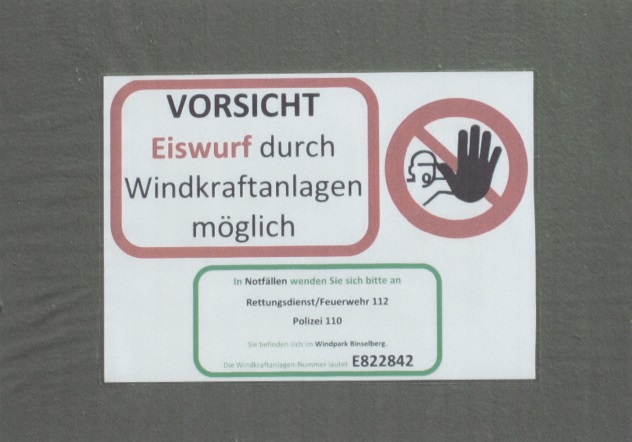 VORSICHT
Eiswurf durch
Windkraftanlagen
möglich
In Notfällen wenden Sie sich bitte an
Rettungsdienst/Feuerwehr 112
Polizei 110
Sie befinden sich im Windpark Binselberg.
Die Windkraftanlagen-Nummer lautet E822842